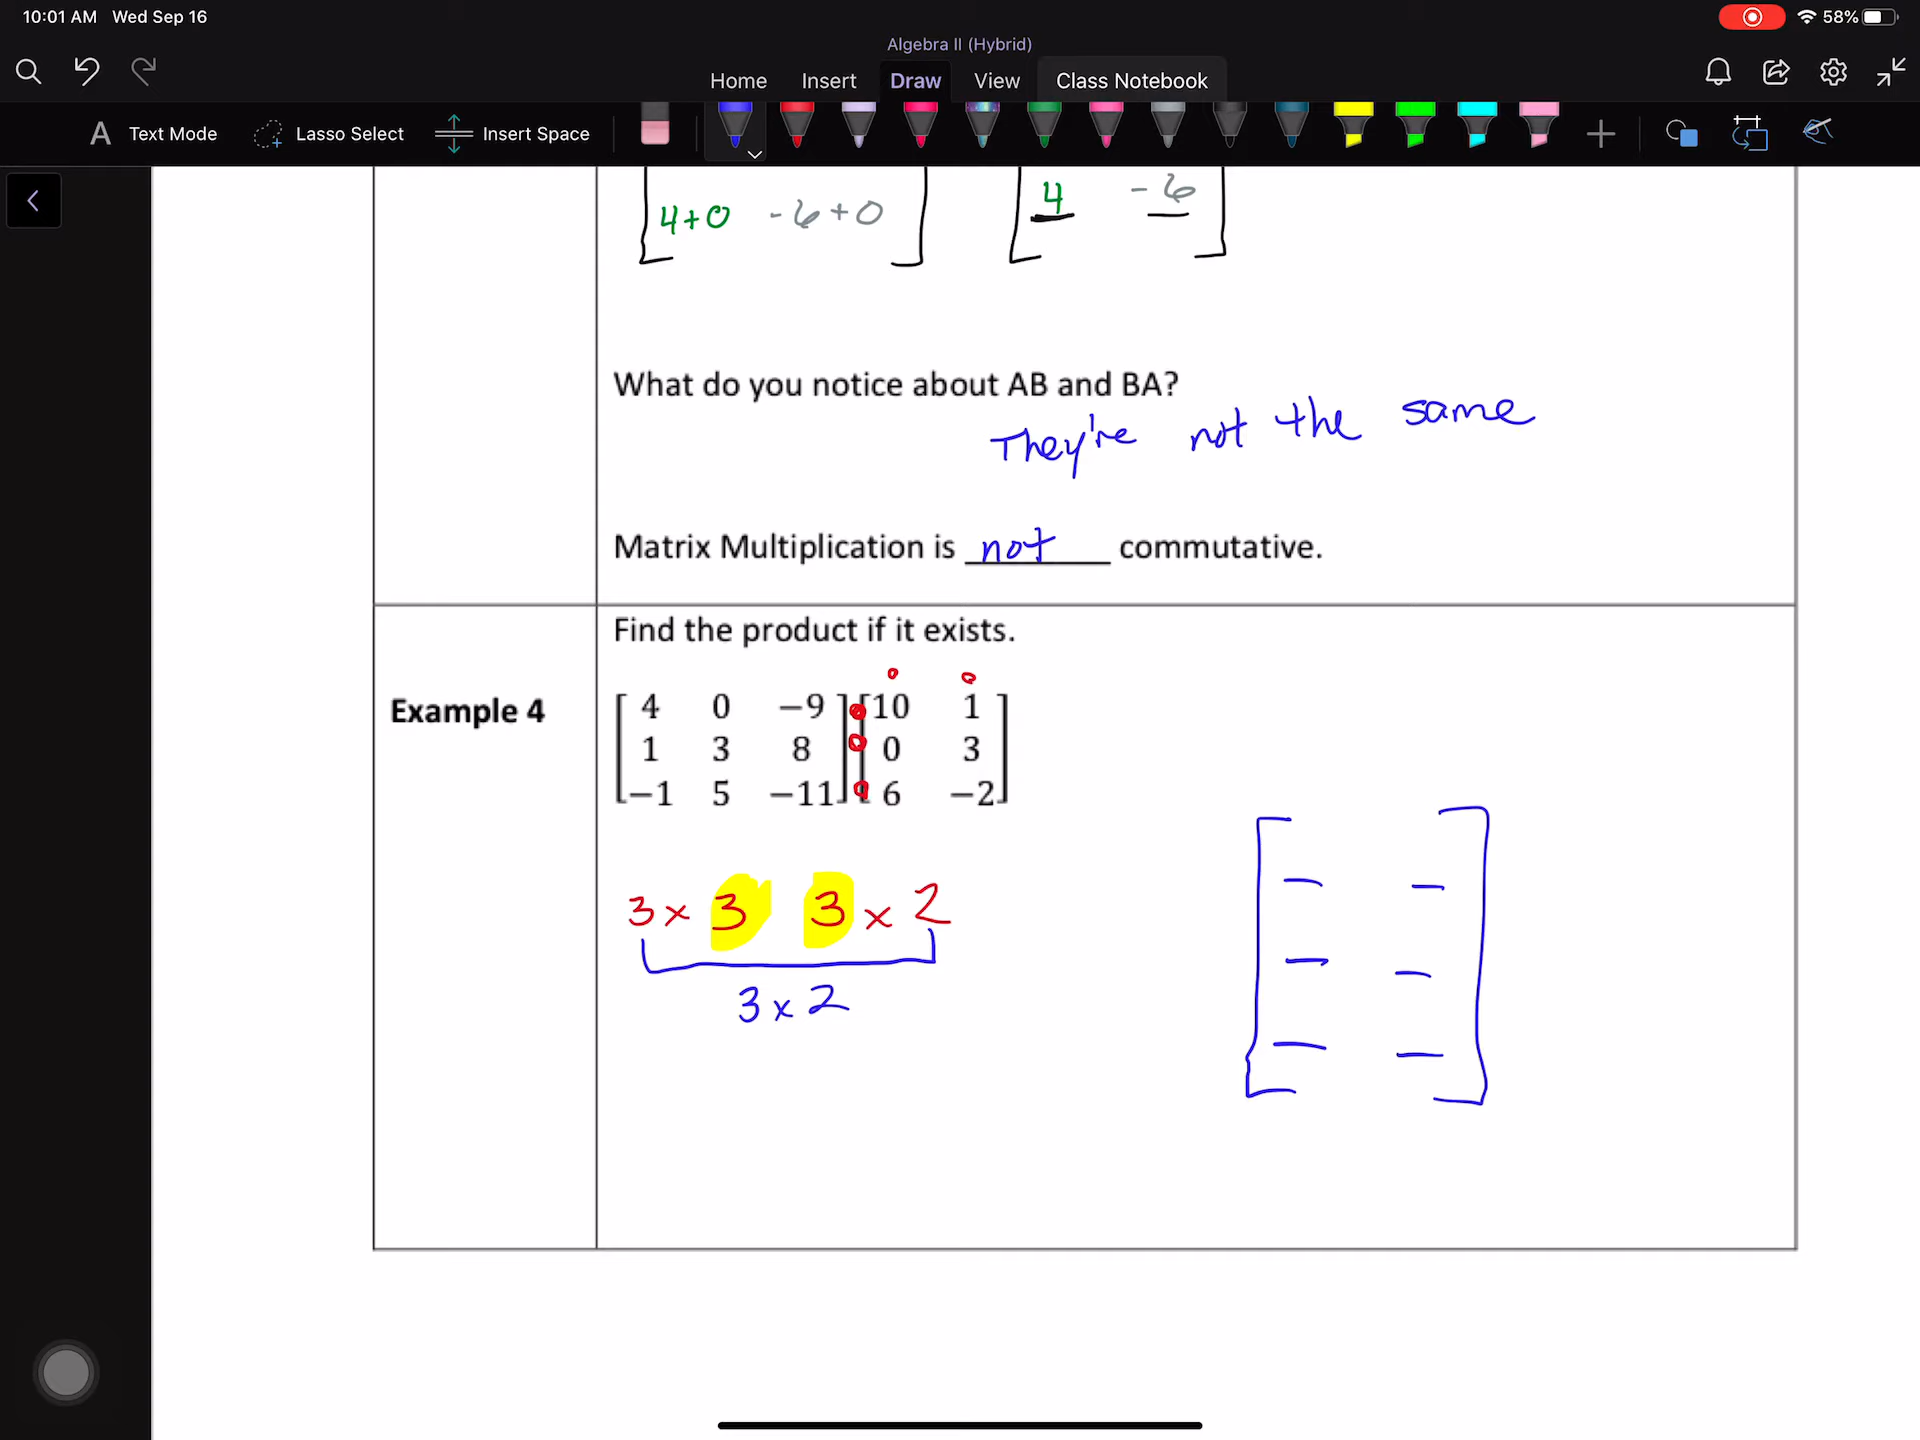 10:01 AM Wed Sep 16
58%
Algebra II (Hybrid)
Home Insert Draw View Class Notebook
Text Mode Lasso Select Insert Space
4+0 -6+0 4 -6
What do you notice about AB and BA?
They're not the same
Matrix Multiplication is not commutative.
Find the product if it exists.
Example 4
4 0 −9 10 1
1 3 8 0 3
−1 5 −11 6 −2
3 x 3 3 x 2
3 x 2